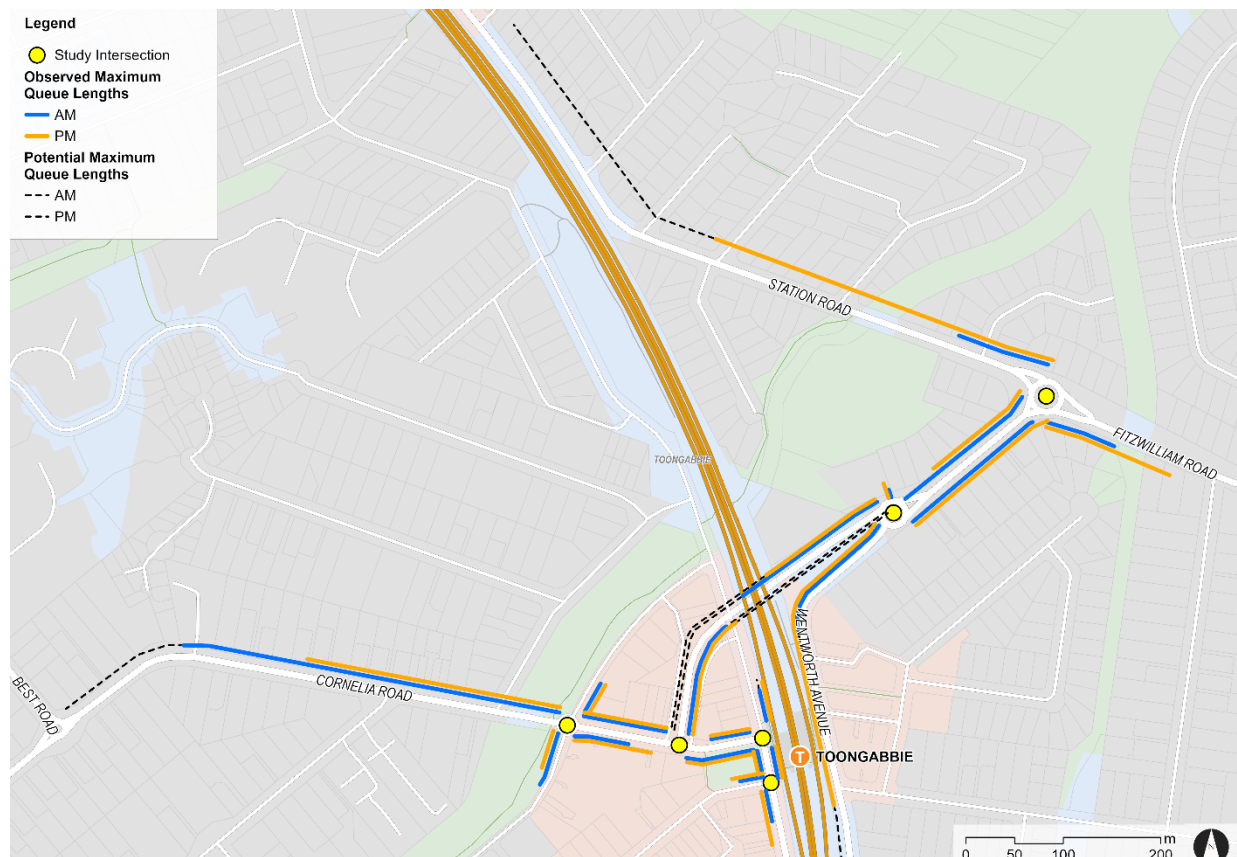 Legend
Study Intersection
Observed Maximum
Queue Lengths
AM
PM
Potential Maximum
Queue Lengths
AM
PM
STATION ROAD
FITZWILLIAM ROAD
TOONGABBIE
WENTWORTH AVENUE
CORNELIA ROAD
BEST ROAD
T TOONGABBIE
m
0 50 100 200
N